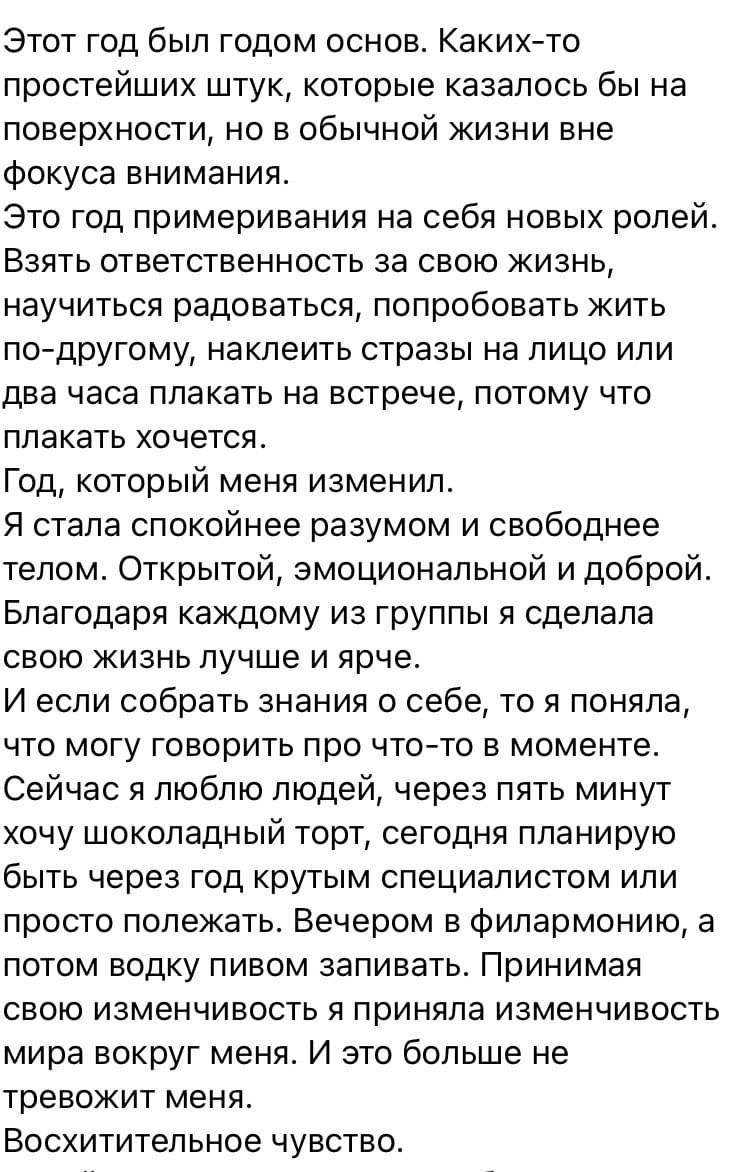 Этот год был годом основ. Каких-то
простейших штук, которые казалось бы на
поверхности, но в обычной жизни вне
фокуса внимания.
Это год примеривания на себя новых ролей.
Взять ответственность за свою жизнь,
научиться радоваться, попробовать жить
по-другому, наклеить стразы на лицо или
два часа плакать на встрече, потому что
плакать хочется.
Год, который меня изменил.
Я стала спокойнее разумом и свободнее
телом. Открытой, эмоциональной и доброй.
Благодаря каждому из группы я сделала
свою жизнь лучше и ярче.
И если собрать знания о себе, то я поняла,
что могу говорить про что-то в моменте.
Сейчас я люблю людей, через пять минут
хочу шоколадный торт, сегодня планирую
быть через год крутым специалистом или
просто полежать. Вечером в филармонию, а
потом водку пивом запивать. Принимая
свою изменчивость я приняла изменчивость
мира вокруг меня. И это больше не
тревожит меня.
Восхитительное чувство.